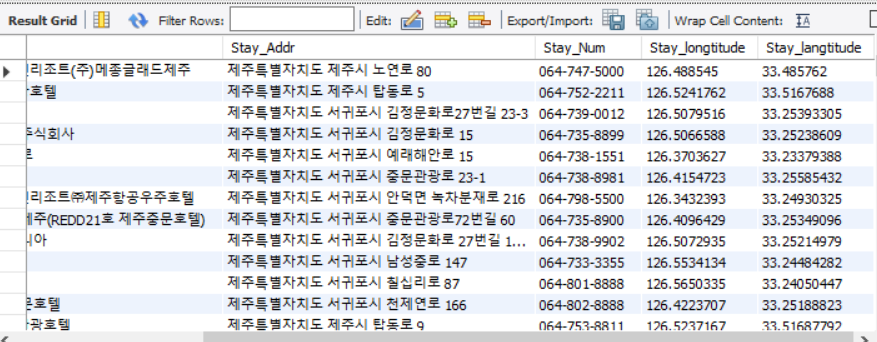 Result Grid Filter Rows: Edit: Export/Import: Wrap Cell Content:
Stay_Addr Stay_Num Stay_longtitude Stay_langtitude
리조트(주)메종글래드제주 제주특별자치도 제주시 노연로 80 064-747-5000 126.488545 33.485762
호텔 제주특별자치도 제주시 탑동로 5 064-752-2211 126.5241762 33.5167688
제주특별자치도 서귀포시 김정문화로27번길 23-3 064-739-0012 126.5079516 33.25393305
주식회사 제주특별자치도 서귀포시 김정문화로 15 064-735-8899 126.5066588 33.25238609
제주특별자치도 서귀포시 예래해안로 15 064-738-1551 126.3703627 33.23379388
제주특별자치도 서귀포시 중문관광로 23-1 064-738-8981 126.4154723 33.25585432
리조트㈜제주항공우주호텔 제주특별자치도 서귀포시 안덕면 녹차분재로 216 064-798-5500 126.3432393 33.24930325
제주(REDD21호 제주중문호텔) 제주특별자치도 서귀포시 중문관광로72번길 60 064-735-8900 126.4096429 33.25349096
니아 제주특별자치도 서귀포시 김정문화로 27번길 1... 064-738-9902 126.5072935 33.25214979
제주특별자치도 서귀포시 남성중로 147 064-733-3355 126.5534134 33.24484282
제주특별자치도 서귀포시 칠십리로 87 064-801-8888 126.5650335 33.24050447
문호텔 제주특별자치도 서귀포시 천제연로 166 064-802-8888 126.4223707 33.25188823
관광호텔 제주특별자치도 제주시 탑동로 9 064-753-8811 126.5237167 33.51687792